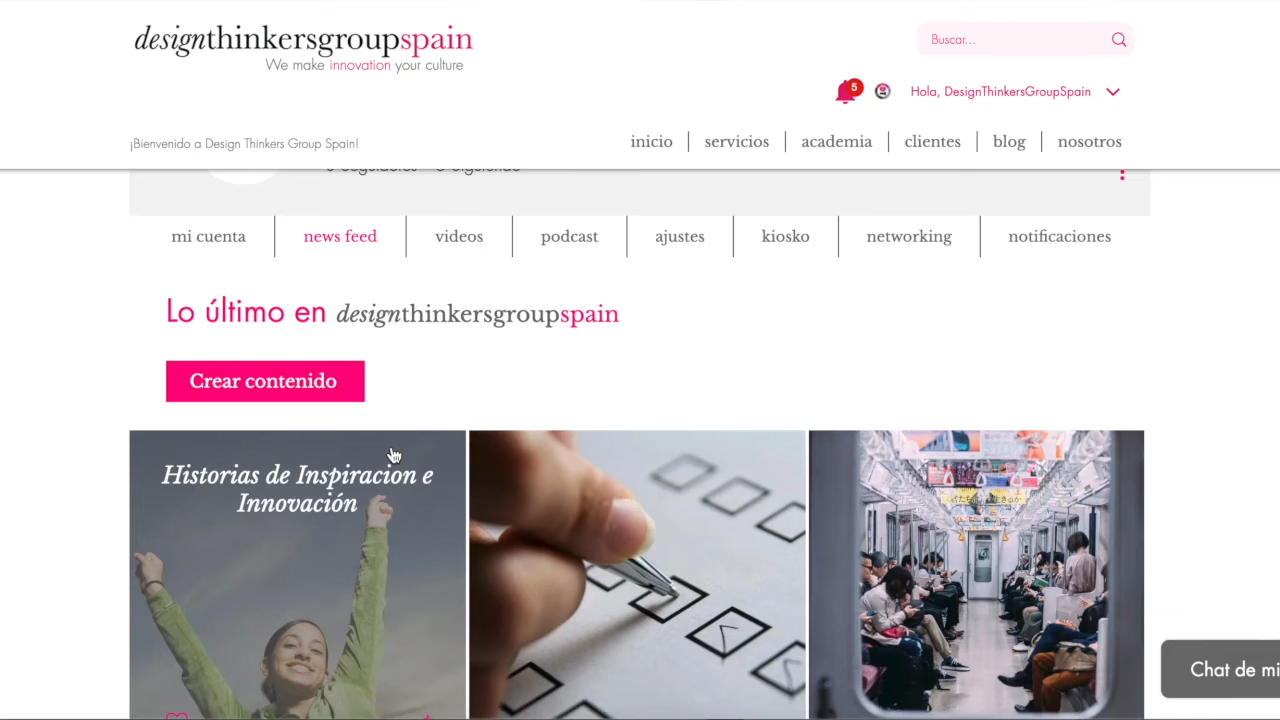 designthinkersgroupspain
We make innovation your culture
Buscar...
5
Hola, DesignThinkersGroupSpain
¡Bienvenido a Design Thinkers Group Spain!
inicio
servicios
academia
clientes
blog
nosotros
mi cuenta
news feed
videos
podcast
ajustes
kiosko
networking
notificaciones
Lo último en designthinkersgroupspain
Crear contenido
Historias de Inspiración e
Innovación
Chat de mi